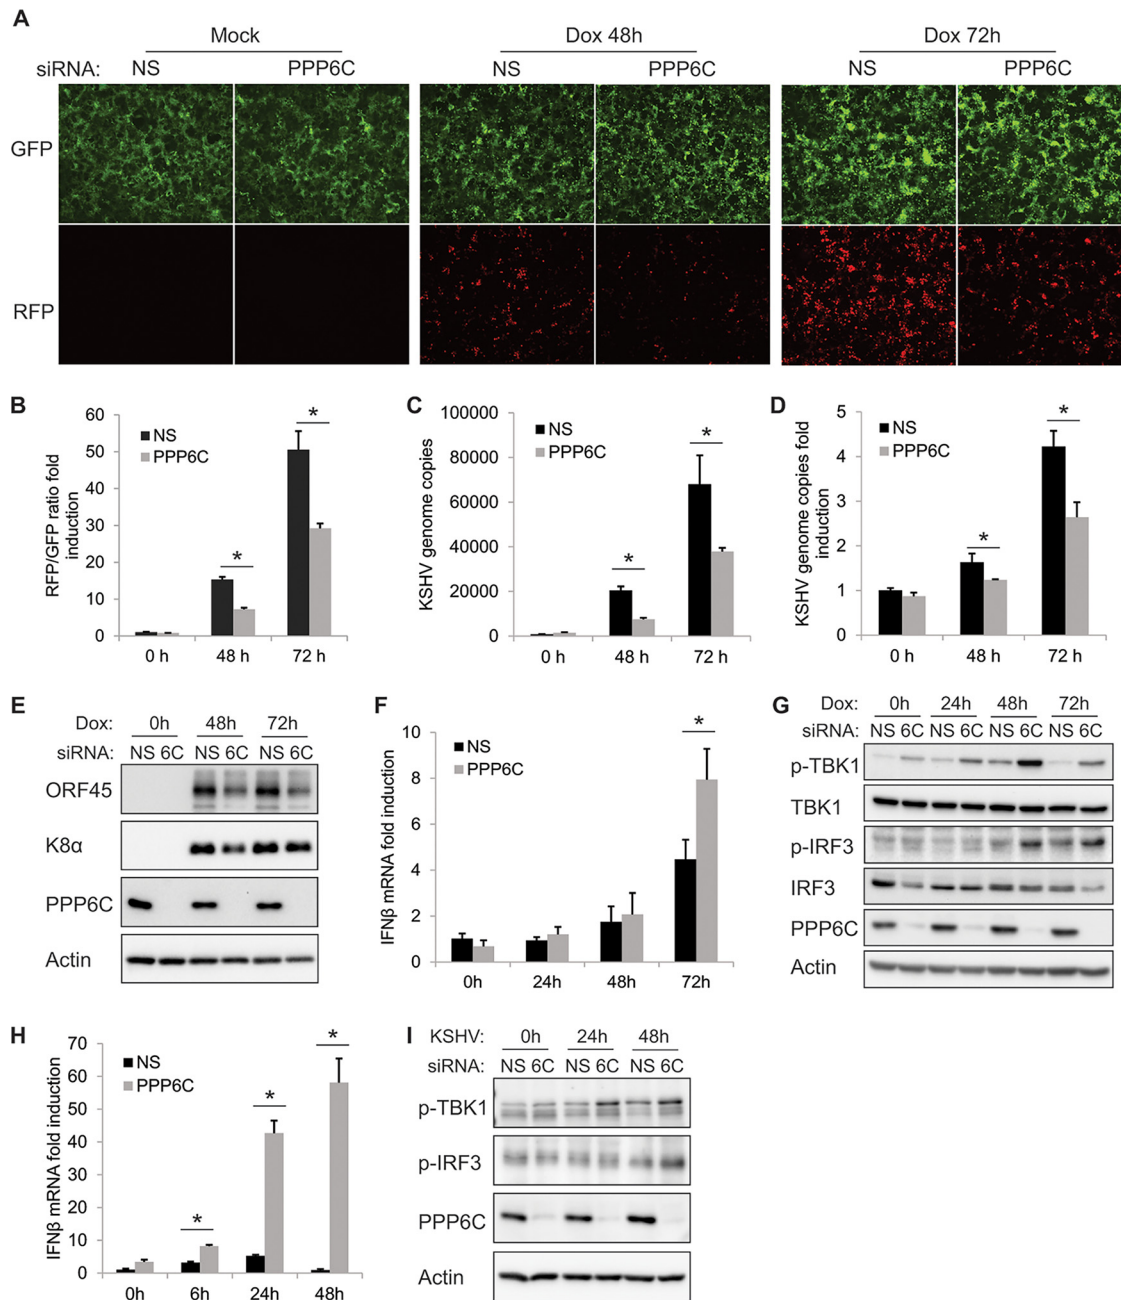 A
Mock Dox 48h Dox 72h
siRNA: NS PPP6C NS PPP6C NS PPP6C
GFP
RFP
B
RFP/GFP ratio fold
induction
60
50
40
30
20
10
0
NS
PPP6C
*
*
0 h 48 h 72 h
C
KSHV genome copies
100000
80000
60000
40000
20000
0
NS
PPP6C
*
*
0 h 48 h 72 h
D
KSHV genome copies fold
induction
5
4
3
2
1
0
NS
PPP6C
*
*
0 h 48 h 72 h
E
Dox: 0h 48h 72h
siRNA: NS 6C NS 6C NS 6C
ORF45
K8α
PPP6C
Actin
F
IFNβ mRNA fold induction
10
8
6
4
2
0
NS
PPP6C
*
0h 24h 48h 72h
G
Dox: 0h 24h 48h 72h
siRNA: NS 6C NS 6C NS 6C NS 6C
p-TBK1
TBK1
p-IRF3
IRF3
PPP6C
Actin
H
IFNβ mRNA fold induction
70
60
50
40
30
20
10
0
NS
PPP6C
*
*
*
0h 6h 24h 48h
I
KSHV: 0h 24h 48h
siRNA: NS 6C NS 6C NS 6C
p-TBK1
p-IRF3
PPP6C
Actin